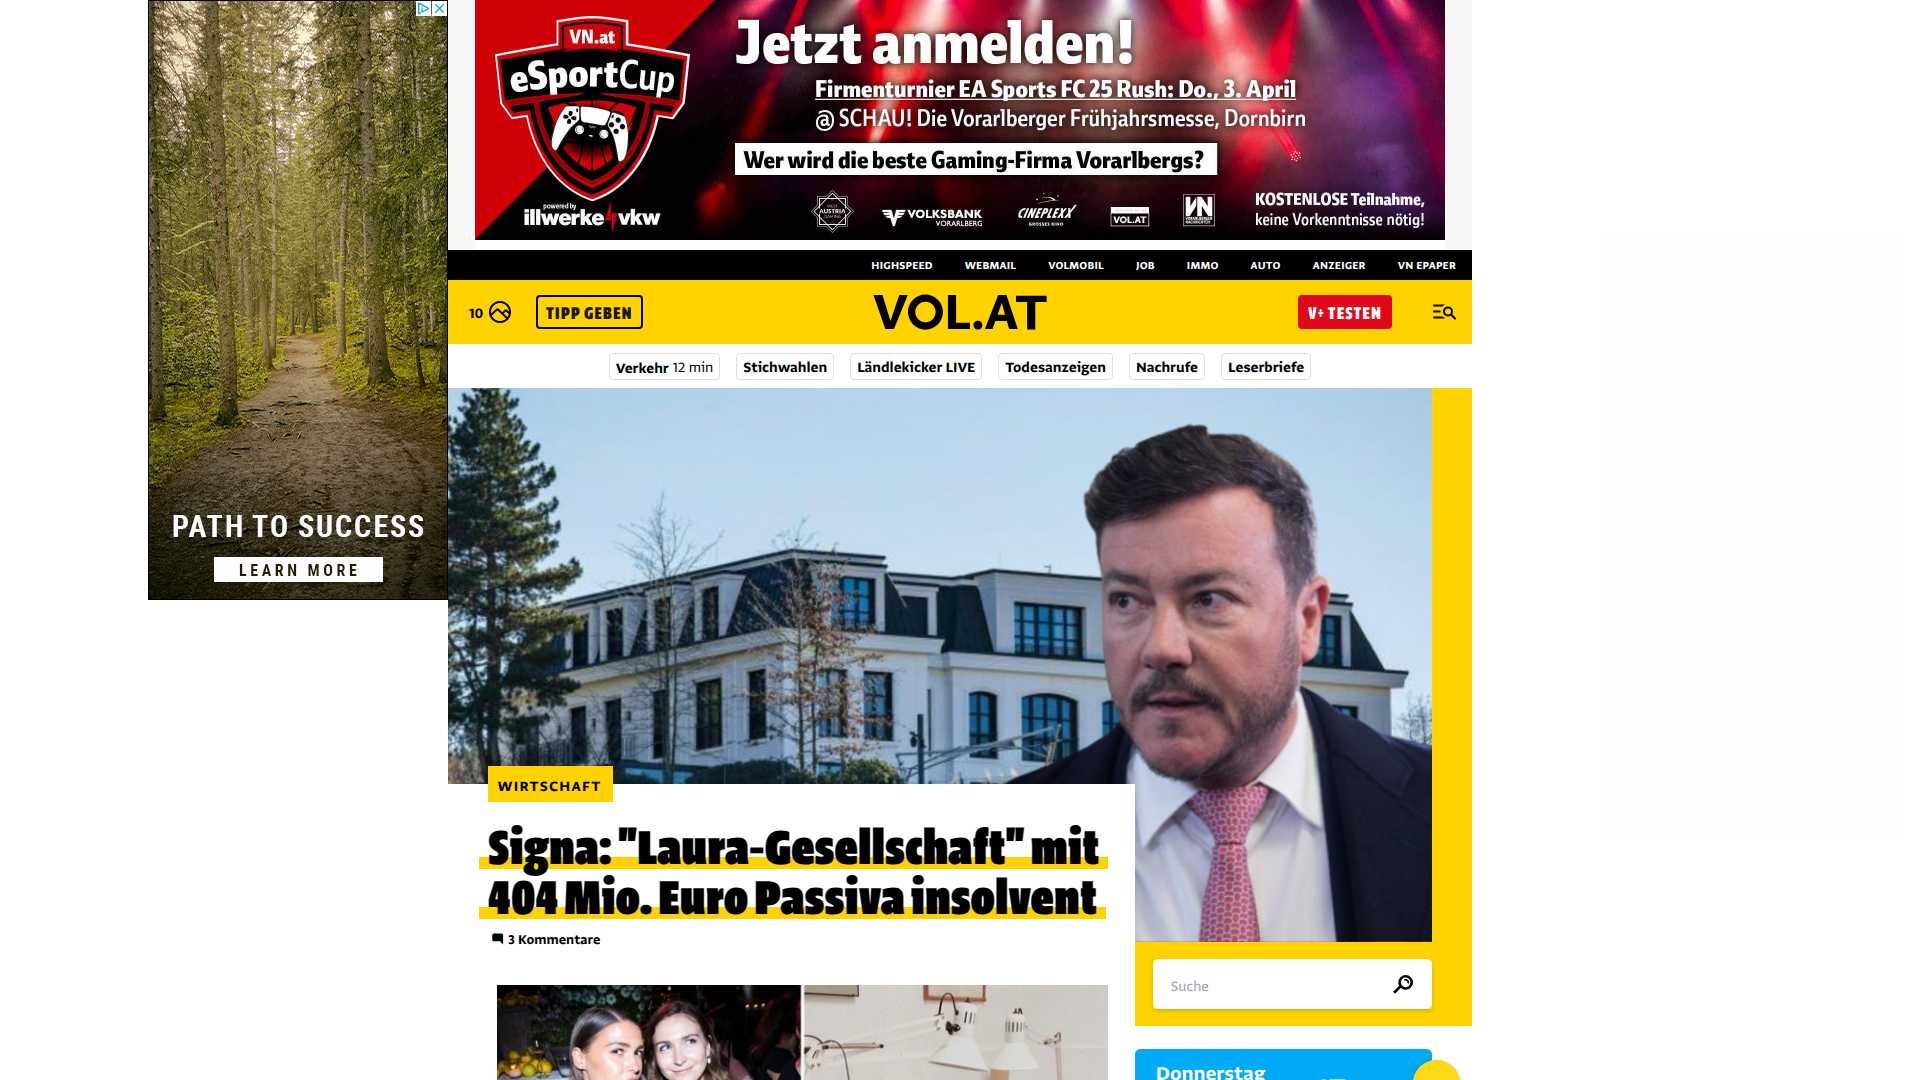 VN.at
eSportCup
powered by
illwerke vkw
Jetzt anmelden!
Firmenturnier EA Sports FC 25 Rush: Do., 3. April
@ SCHAU! Die Vorarlberger Frühjahrsmesse, Dornbirn
Wer wird die beste Gaming-Firma Vorarlbergs?
AUSTRIA
VOLKSBANK
VORARLBERG
CINEPLEXX
GROSSES KINO
VOL.AT
VN
KOSTENLOSE Teilnahme,
keine Vorkenntnisse nötig!
PATH TO SUCCESS
LEARN MORE
HIGHSPEED WEBMAIL VOLMOBIL JOB IMMO AUTO ANZEIGER VN EPAPER
10 TIPP GEBEN VOL.AT V+ TESTEN
Verkehr 12 min Stichwahlen Ländlekicker LIVE Todesanzeigen Nachrufe Leserbriefe
WIRTSCHAFT
Signa: "Laura-Gesellschaft" mit
404 Mio. Euro Passiva insolvent
3 Kommentare
Suche
Donnerstag